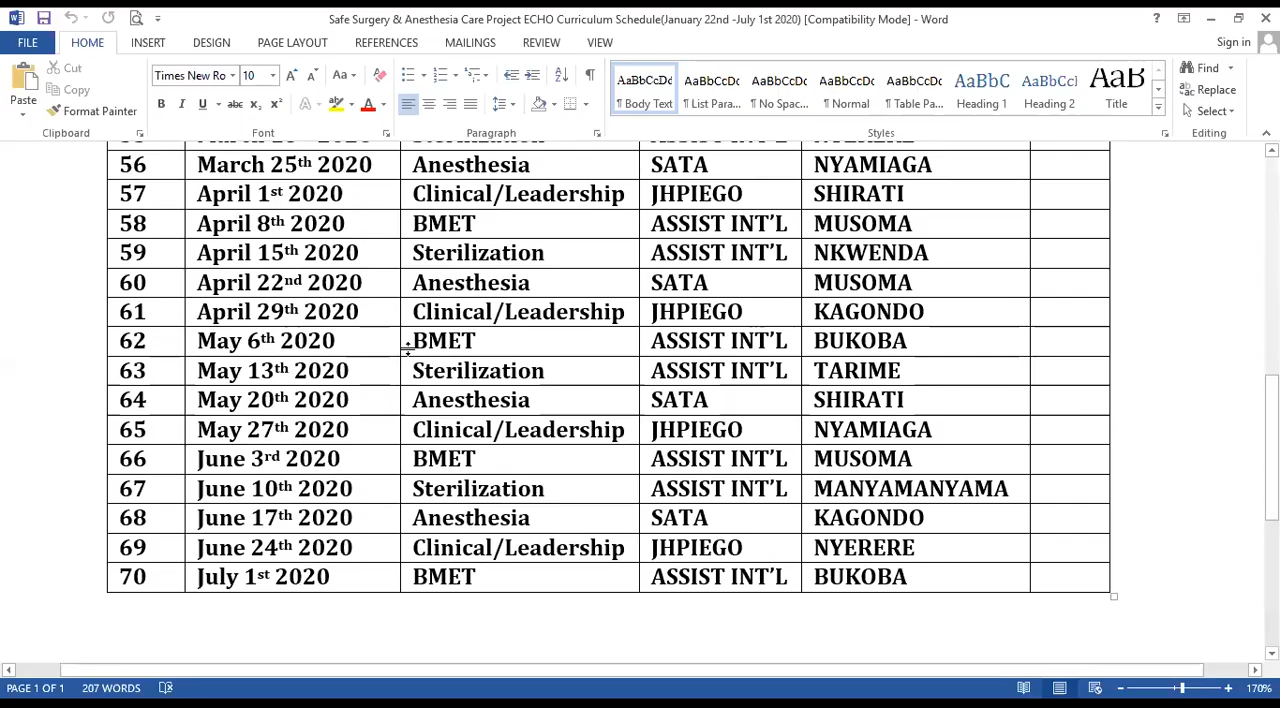 Safe Surgery & Anesthesia Care Project ECHO Curriculum Schedule(January 22nd -July 1st 2020) [Compatibility Mode] - Word
FILE HOME INSERT DESIGN PAGE LAYOUT REFERENCES MAILINGS REVIEW VIEW Sign in
Cut
Copy
Format Painter
Paste
Times New Ro 10
AaBbCcDc AaBbCcDc AaBbCcDc AaBbCcDc AaBbCcDc AaBbC AaBbCc AaB
¶ Body Text ¶ List Para... ¶ No Spec... ¶ Normal ¶ Table Pa... Heading 1 Heading 2 Title
Find
Replace
Select
Clipboard Font Paragraph Styles Editing
56 March 25th 2020 Anesthesia SATA NYAMIAGA
57 April 1st 2020 Clinical/Leadership JHPIEGO SHIRATI
58 April 8th 2020 BMET ASSIST INT’L MUSOMA
59 April 15th 2020 Sterilization ASSIST INT’L NKWENDA
60 April 22nd 2020 Anesthesia SATA MUSOMA
61 April 29th 2020 Clinical/Leadership JHPIEGO KAGONDO
62 May 6th 2020 BMET ASSIST INT’L BUKOBA
63 May 13th 2020 Sterilization ASSIST INT’L TARIME
64 May 20th 2020 Anesthesia SATA SHIRATI
65 May 27th 2020 Clinical/Leadership JHPIEGO NYAMIAGA
66 June 3rd 2020 BMET ASSIST INT’L MUSOMA
67 June 10th 2020 Sterilization ASSIST INT’L MANYAMANYAMA
68 June 17th 2020 Anesthesia SATA KAGONDO
69 June 24th 2020 Clinical/Leadership JHPIEGO NYERERE
70 July 1st 2020 BMET ASSIST INT’L BUKOBA
PAGE 1 OF 1 207 WORDS 170%